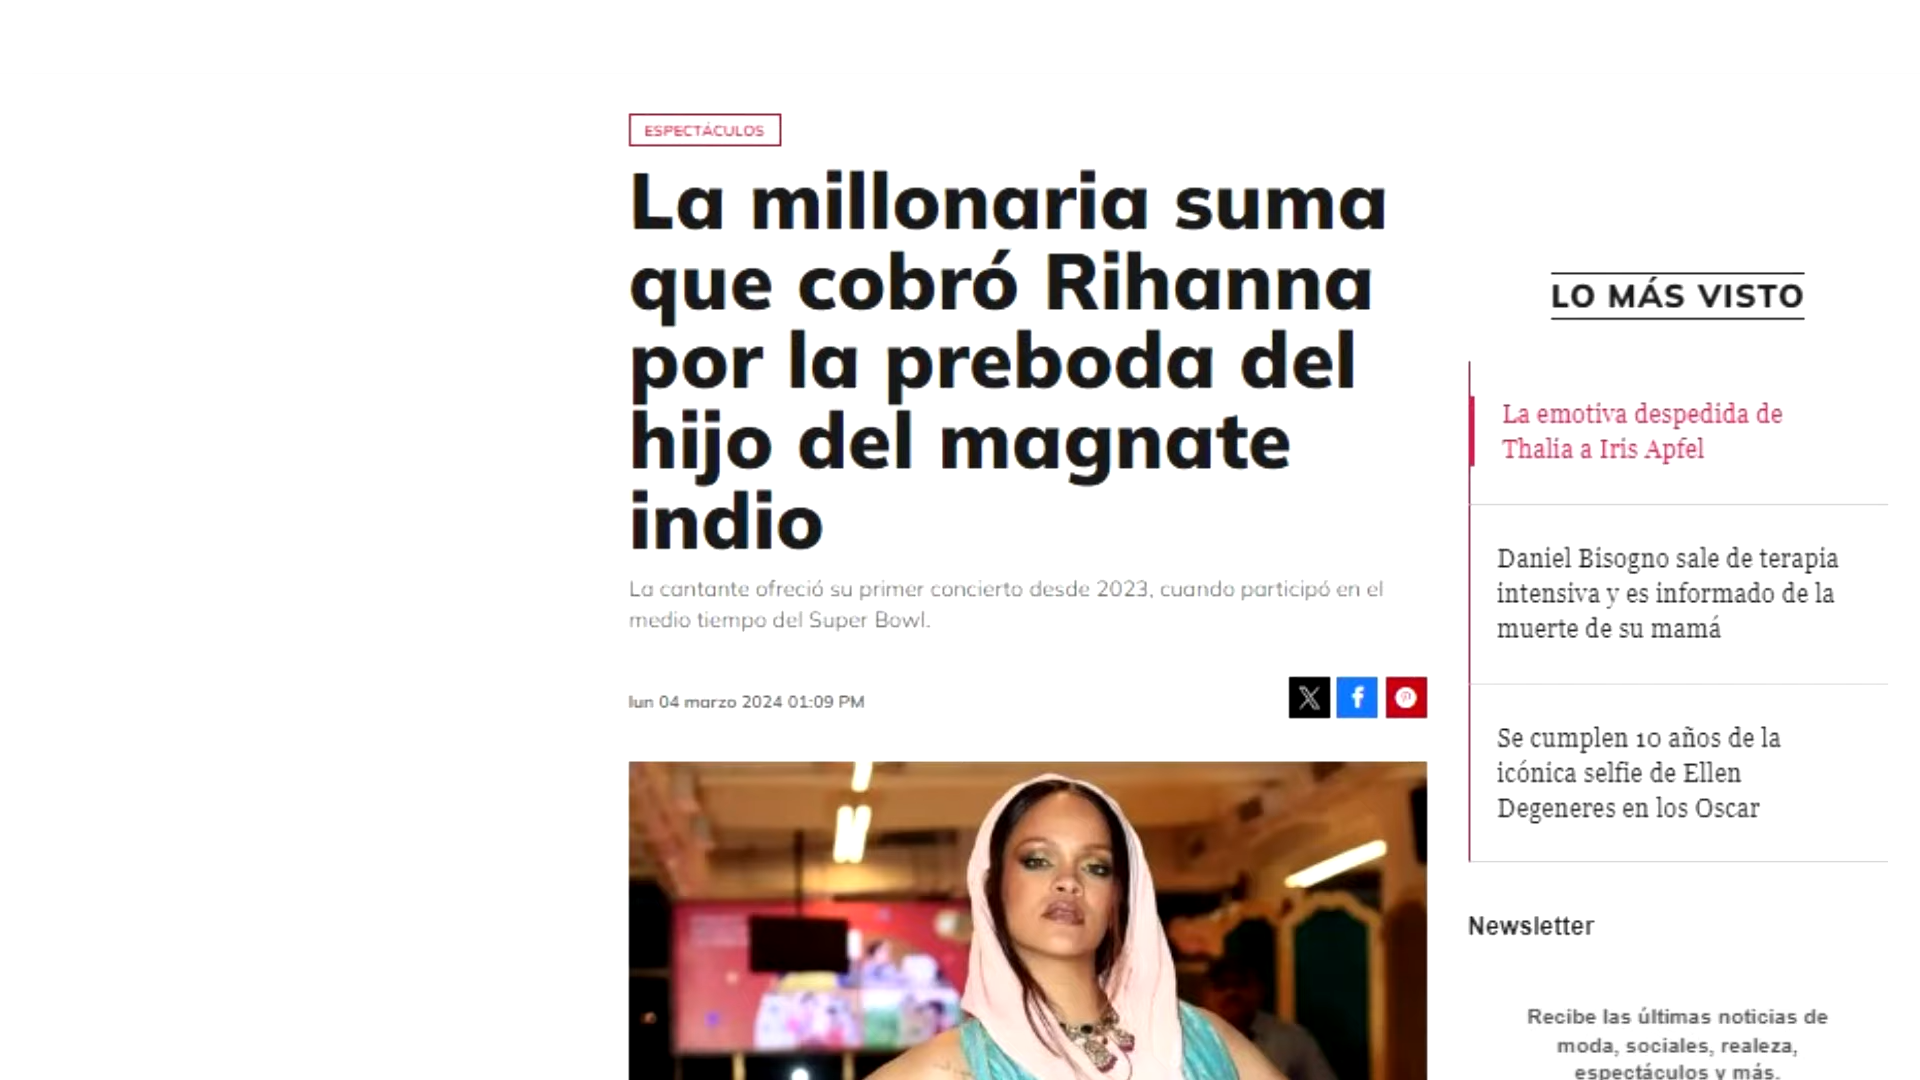 ESPECTÁCULOS
La millonaria suma
que cobró Rihanna
por la preboda del
hijo del magnate
indio
La cantante ofreció su primer concierto desde 2023, cuando participó en el
medio tiempo del Super Bowl.
lun 04 marzo 2024 01:09 PM
LO MÁS VISTO
La emotiva despedida de
Thalia a Iris Apfel
Daniel Bisogno sale de terapia
intensiva y es informado de la
muerte de su mamá
Se cumplen 10 años de la
icónica selfie de Ellen
Degeneres en los Oscar
Newsletter
Recibe las últimas noticias de
moda, sociales, realeza,
espectáculos y más.